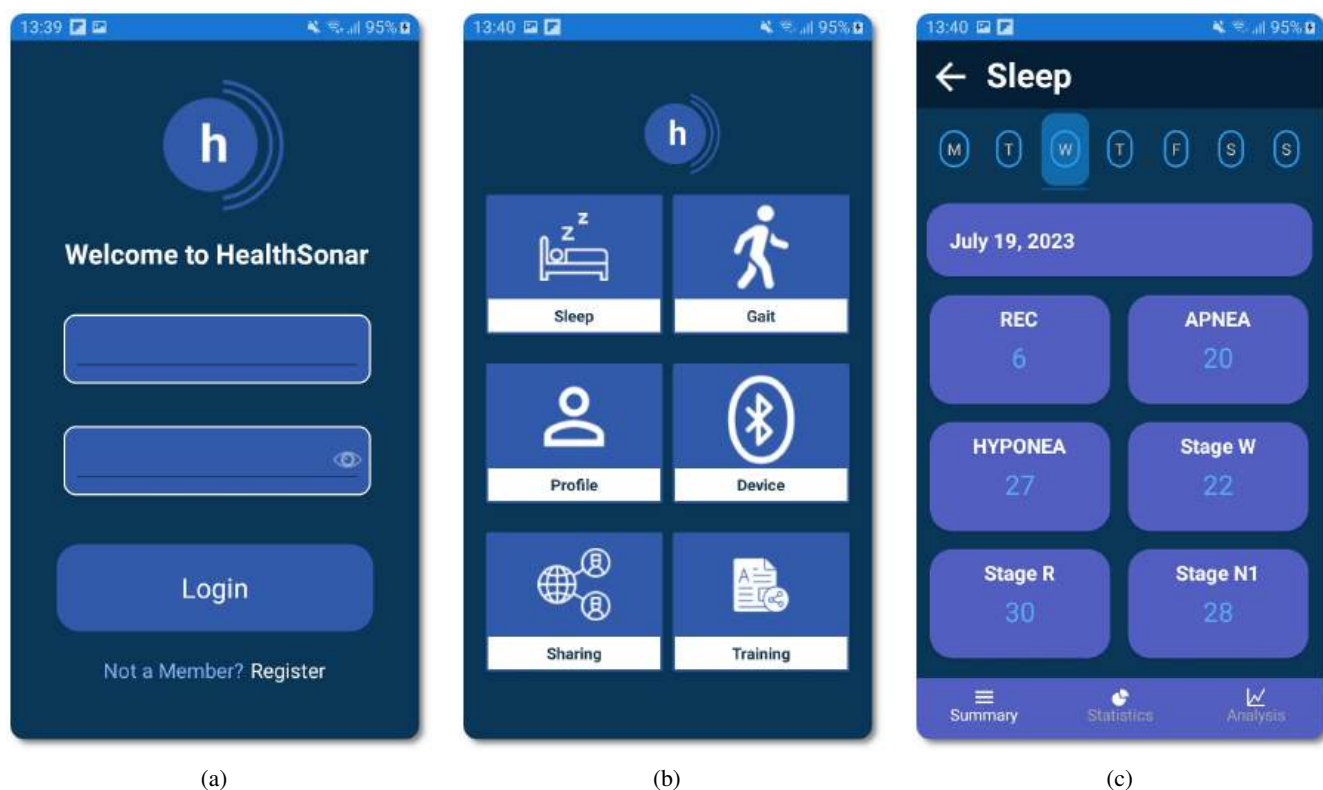 13:39 95%
h
Welcome to HealthSonar
Login
Not a Member? Register
(a)
13:40 95%
h
z z
Sleep Gait
Profile Device
A
Sharing Training
(b)
13:40 95%
Sleep
M T W T F S S
July 19, 2023
REC APNEA
6 20
HYPONEA Stage W
27 22
Stage R Stage N1
30 28
Summary Statistics Analysis
(c)